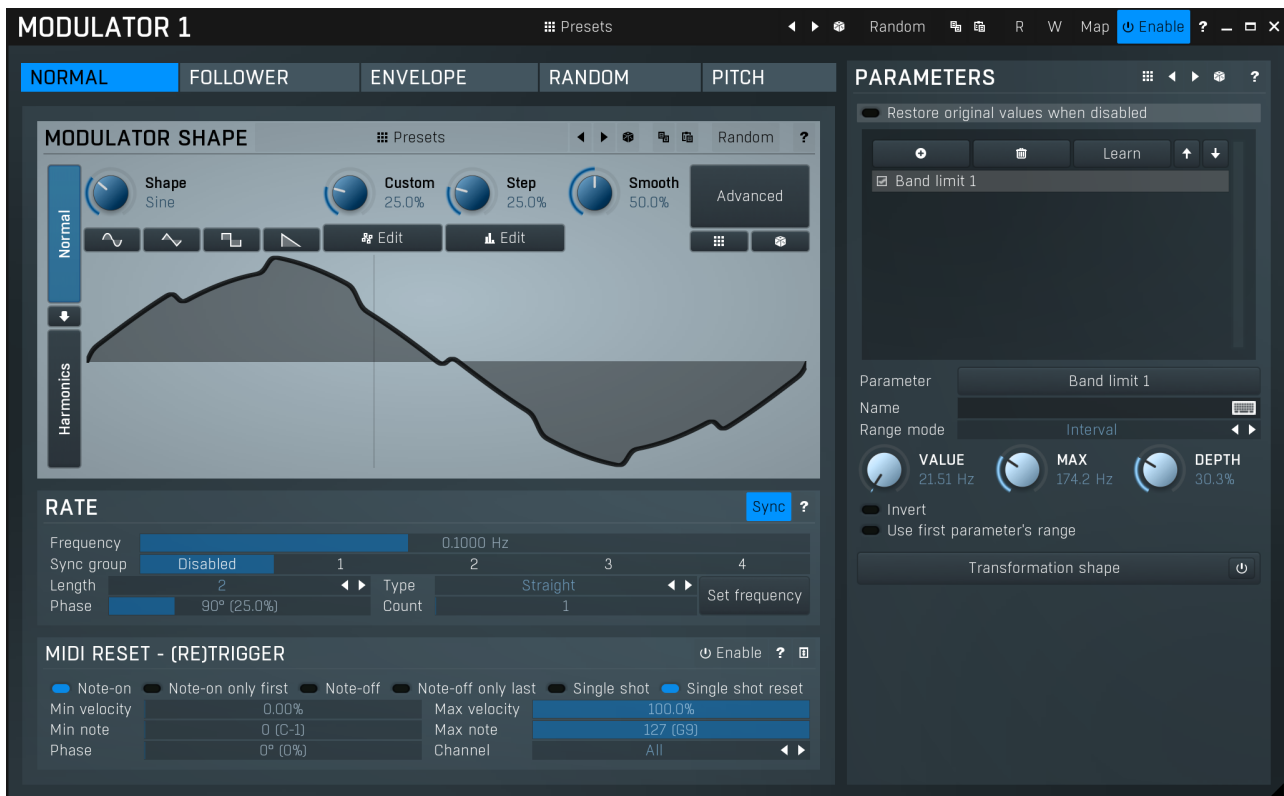 MODULATOR 1 Presets Random R W Map Enable ?
NORMAL FOLLOWER ENVELOPE RANDOM PITCH
MODULATOR SHAPE Presets Random ?
Normal
Harmonics
Shape Custom Step Smooth
Sine 25.0% 25.0% 50.0%
Advanced
Edit Edit
RATE Sync ?
Frequency 0.1000 Hz
Sync group Disabled 1 2 3 4
Length 2 Type Straight
Phase 90° (25.0%) Count 1
Set frequency
MIDI RESET - (RE)TRIGGER Enable ?
Note-on Note-on only first Note-off Note-off only last Single shot Single shot reset
Min velocity 0.00% Max velocity 100.0%
Min note 0 (C-1) Max note 127 (G9)
Phase 0° (0%) Channel All
PARAMETERS ?
Restore original values when disabled
Learn
Band limit 1
Parameter Band limit 1
Name
Range mode Interval
VALUE MAX DEPTH
21.51 Hz 174.2 Hz 30.3%
Invert
Use first parameter's range
Transformation shape